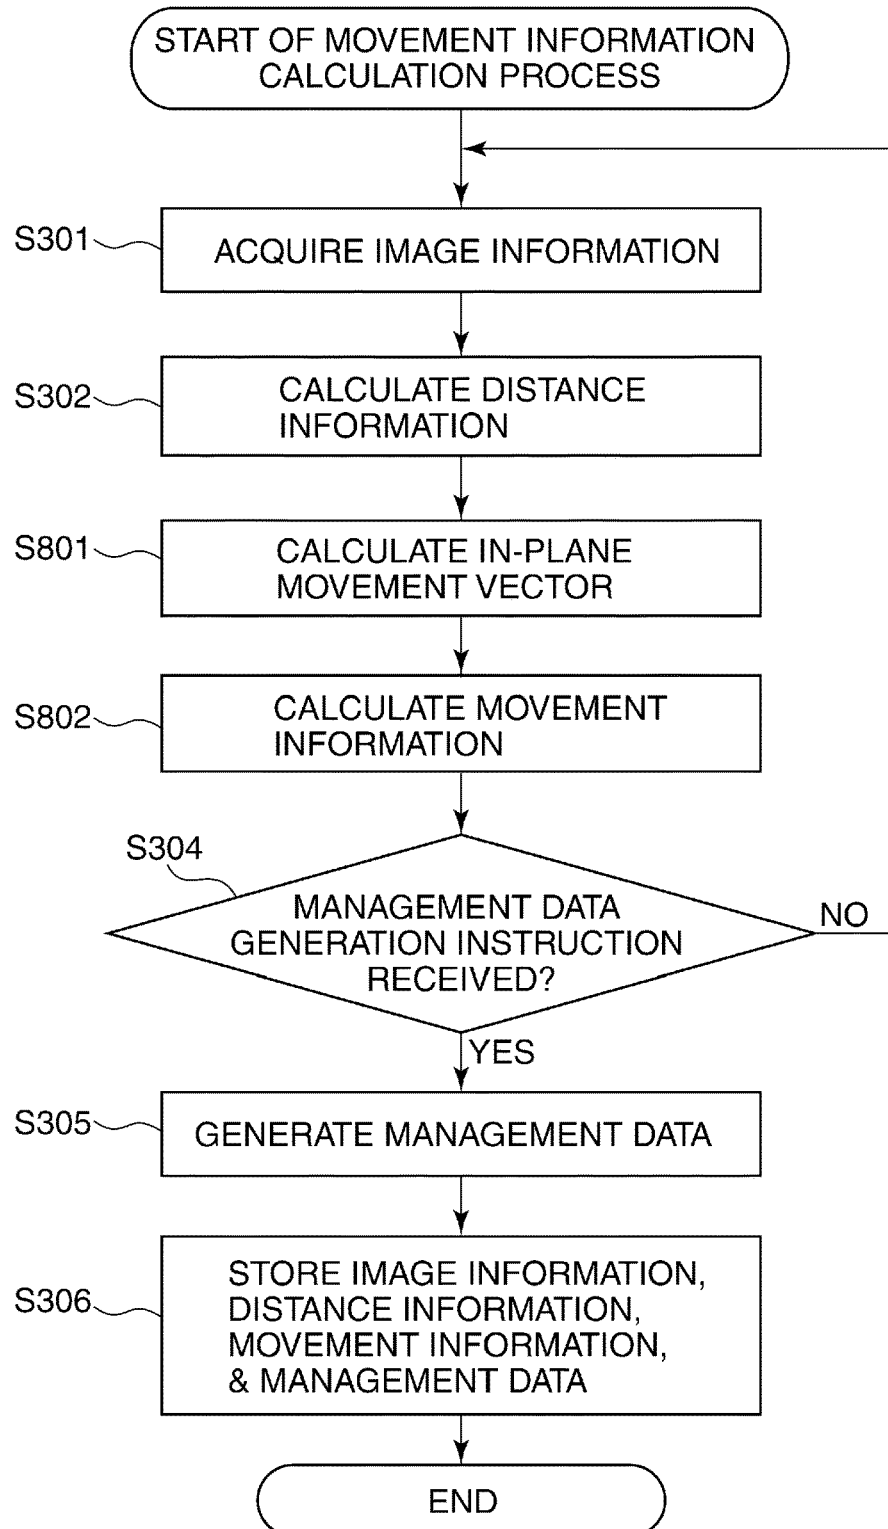 START OF MOVEMENT INFORMATION
CALCULATION PROCESS
S301
ACQUIRE IMAGE INFORMATION
S302
CALCULATE DISTANCE
INFORMATION
S801
CALCULATE IN-PLANE
MOVEMENT VECTOR
S802
CALCULATE MOVEMENT
INFORMATION
S304
MANAGEMENT DATA
GENERATION INSTRUCTION
RECEIVED?
NO
YES
S305
GENERATE MANAGEMENT DATA
S306
STORE IMAGE INFORMATION,
DISTANCE INFORMATION,
MOVEMENT INFORMATION,
& MANAGEMENT DATA
END